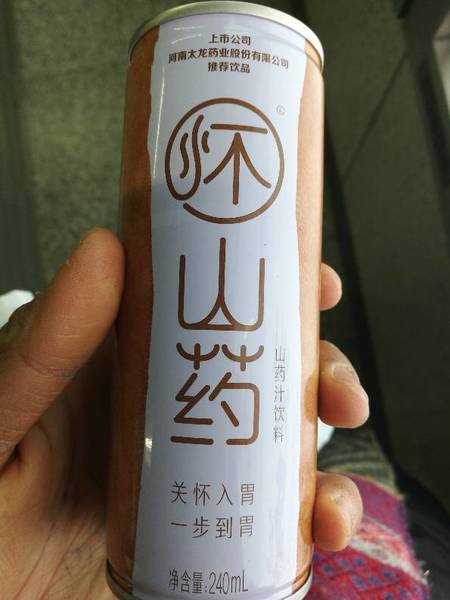 上市公司
河南太龙药业股份有限公司
推荐饮品
怀
®
山药
山药汁饮料
关怀入胃
一步到胃
净含量:240mL